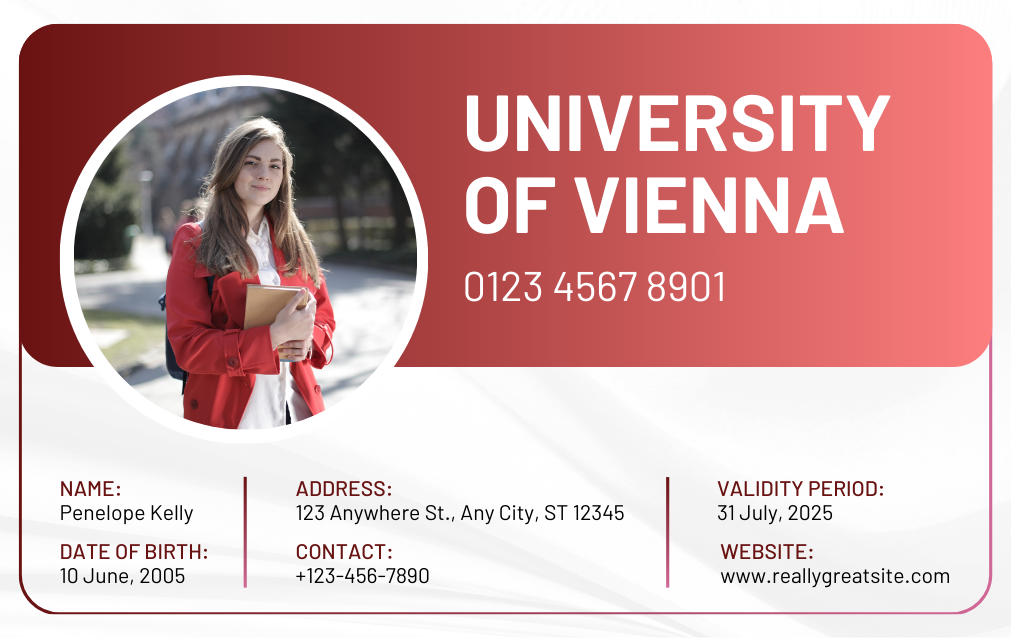 UNIVERSITY
OF VIENNA
0123 4567 8901
NAME:
Penelope Kelly
DATE OF BIRTH:
10 June, 2005
ADDRESS:
123 Anywhere St., Any City, ST 12345
CONTACT:
+123-456-7890
VALIDITY PERIOD:
31 July, 2025
WEBSITE:
www.reallygreatsite.com